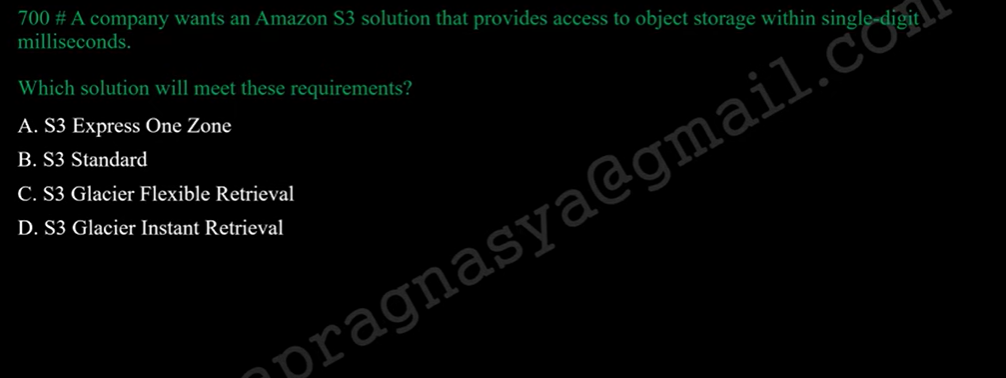 700 # A company wants an Amazon S3 solution that provides access to object storage within single-digit
milliseconds.
Which solution will meet these requirements?
A. S3 Express One Zone
B. S3 Standard
C. S3 Glacier Flexible Retrieval
D. S3 Glacier Instant Retrieval
pragnasya@gmail.com